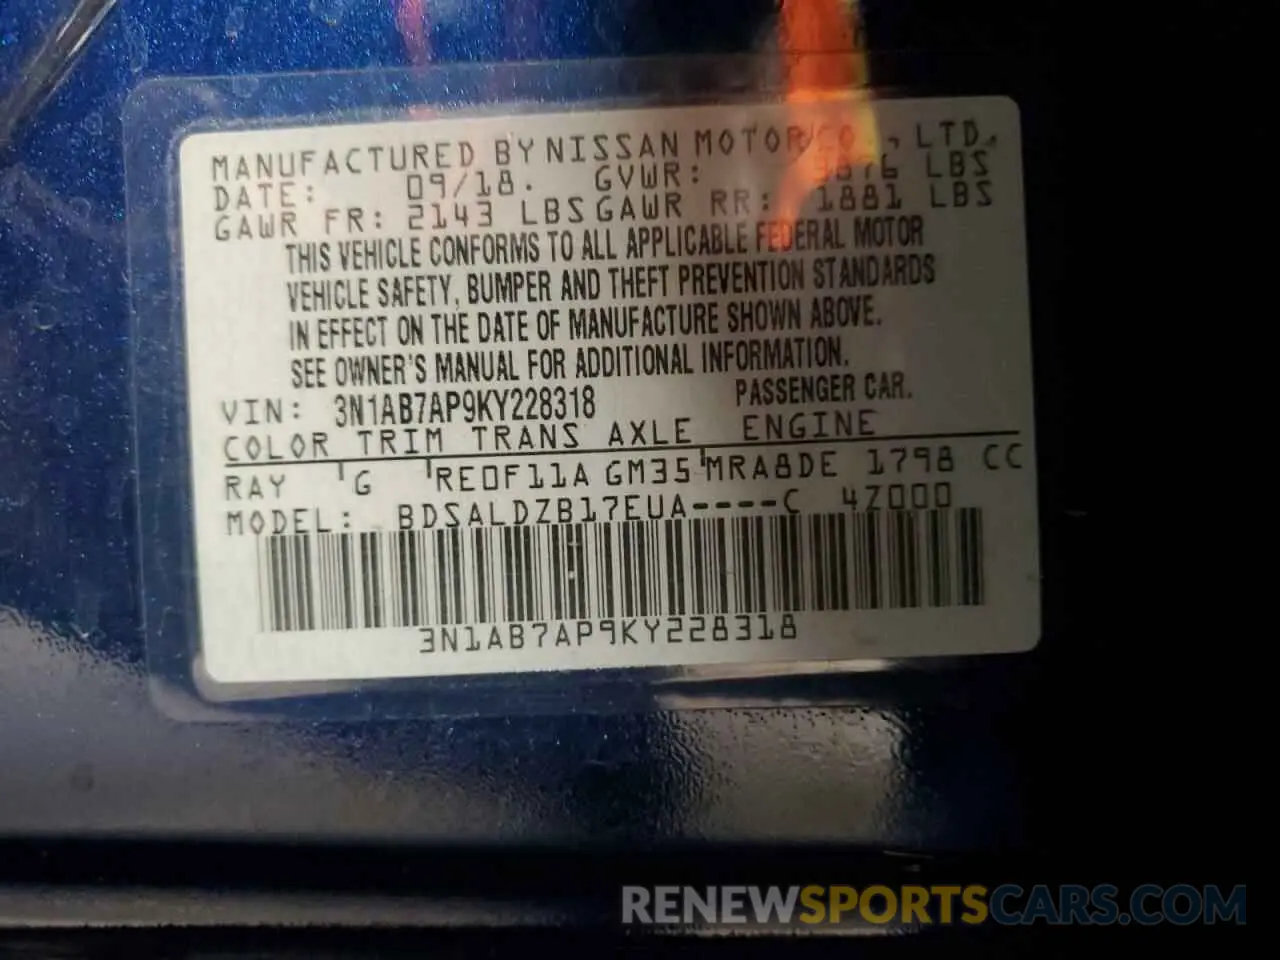 MANUFACTURED BY NISSAN MOTOR CO., LTD.
DATE: 09/18. GVWR: 3876 LBS
GAWR FR: 2143 LBS GAWR RR: 1881 LBS
THIS VEHICLE CONFORMS TO ALL APPLICABLE FEDERAL MOTOR
VEHICLE SAFETY, BUMPER AND THEFT PREVENTION STANDARDS
IN EFFECT ON THE DATE OF MANUFACTURE SHOWN ABOVE.
SEE OWNER'S MANUAL FOR ADDITIONAL INFORMATION.
VIN: 3N1AB7AP9KY228318 PASSENGER CAR.
COLOR TRIM TRANS AXLE ENGINE
RAY G RE0F11A GM35 MRA8DE 1798 CC
MODEL: BDSALDZB17EUA----C 4Z000
3N1AB7AP9KY228318
RENEWSPORTSCARS.COM